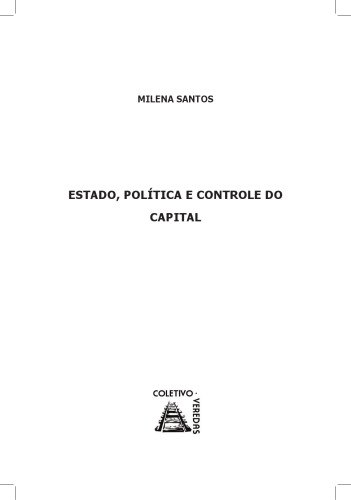 MILENA SANTOS
ESTADO, POLÍTICA E CONTROLE DO
CAPITAL
COLETIVO
VEREDAS